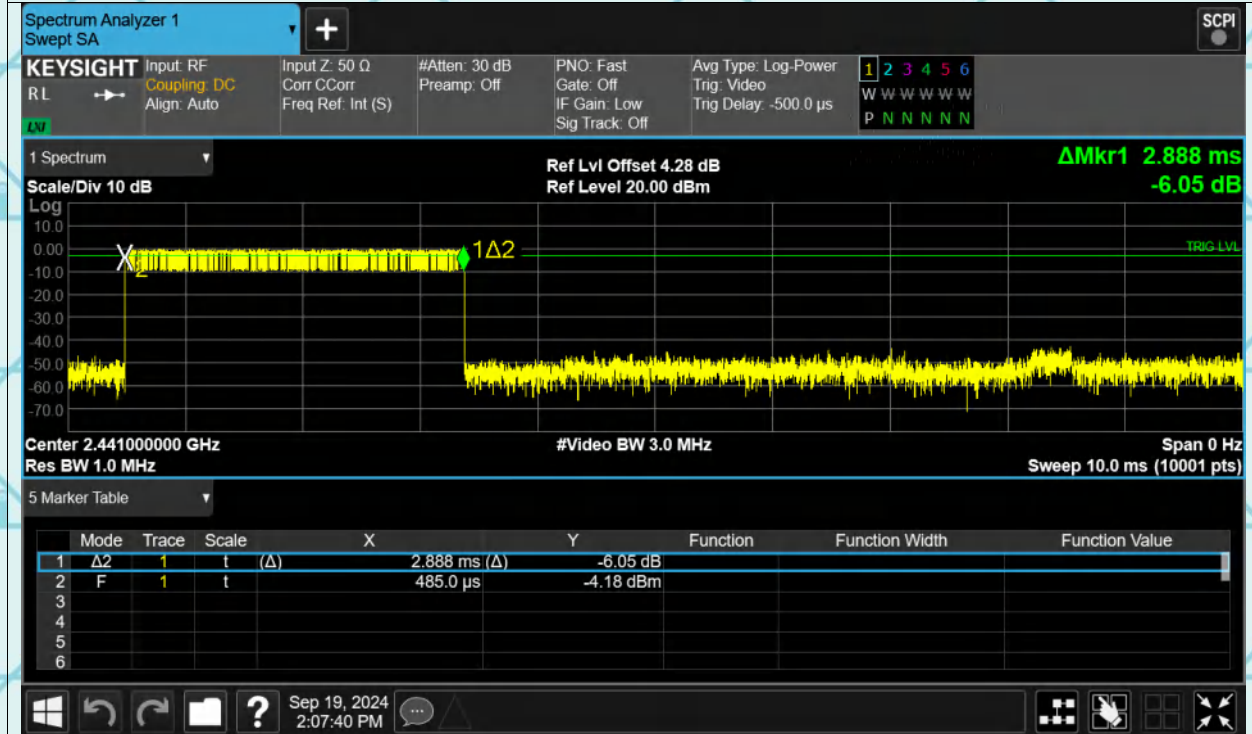 Spectrum Analyzer 1
Swept SA
+
SCPI
KEYSIGHT Input: RF Input Z: 50 Ω #Atten: 30 dB PNO: Fast Avg Type: Log-Power 1 2 3 4 5 6
RL Coupling: DC Corr CCorr Preamp: Off Gate: Off Trig: Video W W W W W W
Align: Auto Freq Ref: Int (S) IF Gain: Low Trig Delay: -500.0 µs P N N N N N
LXI Sig Track: Off
1 Spectrum
Ref Lvl Offset 4.28 dB ΔMkr1 2.888 ms
Scale/Div 10 dB Ref Level 20.00 dBm -6.05 dB
Log
10.0
0.00 1Δ2 TRIG LVL
X 2
-10.0
-20.0
-30.0
-40.0
-50.0
-60.0
-70.0
Center 2.441000000 GHz #Video BW 3.0 MHz Span 0 Hz
Res BW 1.0 MHz Sweep 10.0 ms (10001 pts)
5 Marker Table
Mode Trace Scale X Y Function Function Width Function Value
1 Δ2 1 t (Δ) 2.888 ms (Δ) -6.05 dB
2 F 1 t 485.0 µs -4.18 dBm
3
4
5
6
? Sep 19, 2024
2:07:40 PM